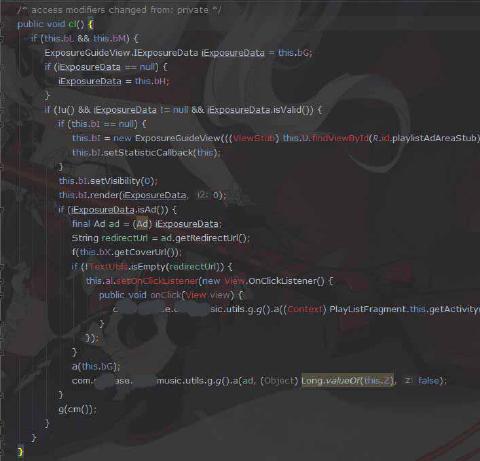 /* access modifiers changed from: private */
public void cl() {
if (this.bL && this.bM) {
ExposureGuideView.IExposureData iExposureData = this.bG;
if (iExposureData == null) {
iExposureData = this.bH;
}
if (!u() && iExposureData != null && iExposureData.isValid()) {
if (this.bI == null) {
this.bI = new ExposureGuideView(((ViewStub) this.U.findViewById(R.id.playlistAdAreaStub)
this.bI.setStatisticCallback(this);
}
this.bI.setVisibility(0);
this.bI.render(iExposureData, i2: 0);
if (iExposureData.isAd()) {
final Ad ad = (Ad) iExposureData;
String redirectUrl = ad.getRedirectUrl();
f(this.bX.getCoverUrl());
if (!TextUtils.isEmpty(redirectUrl)) {
this.al.setOnClickListener(new View.OnClickListener() {
public void onClick(View view) {
c e. sic.utils.g.g().a((Context) PlayListFragment.this.getActivity
}
});
}
a(this.bG);
com. ase. music.utils.g.g().a(ad, (Object) Long.valueOf(this.Z), z: false);
}
g(cm());
}
}
}